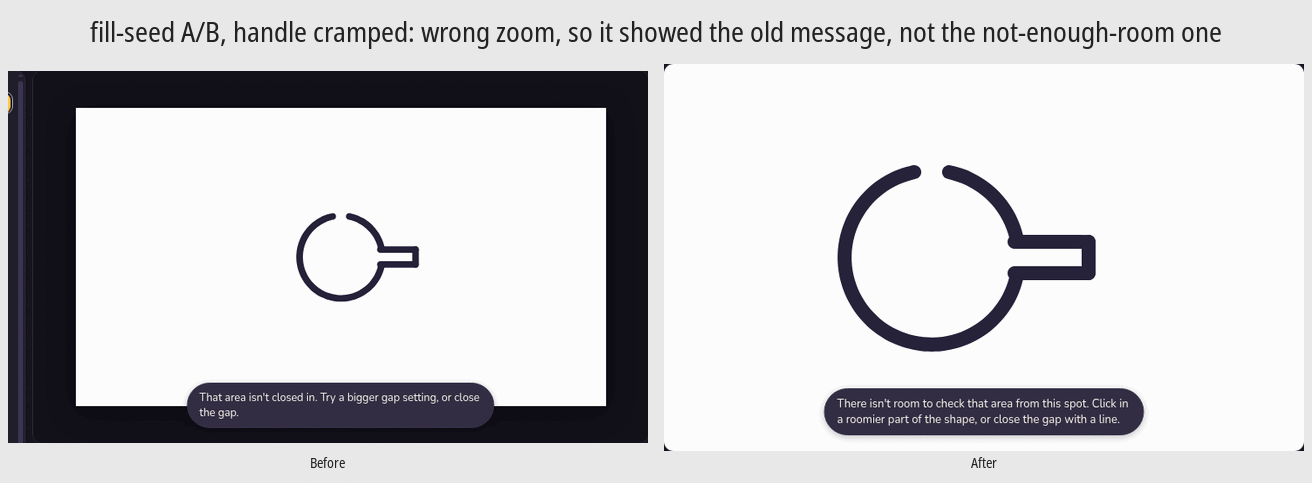 fill-seed A/B, handle cramped: wrong zoom, so it showed the old message, not the not-enough-room one
That area isn't closed in. Try a bigger gap setting, or close
the gap.
There isn't room to check that area from this spot. Click in
a roomier part of the shape, or close the gap with a line.
Before
After